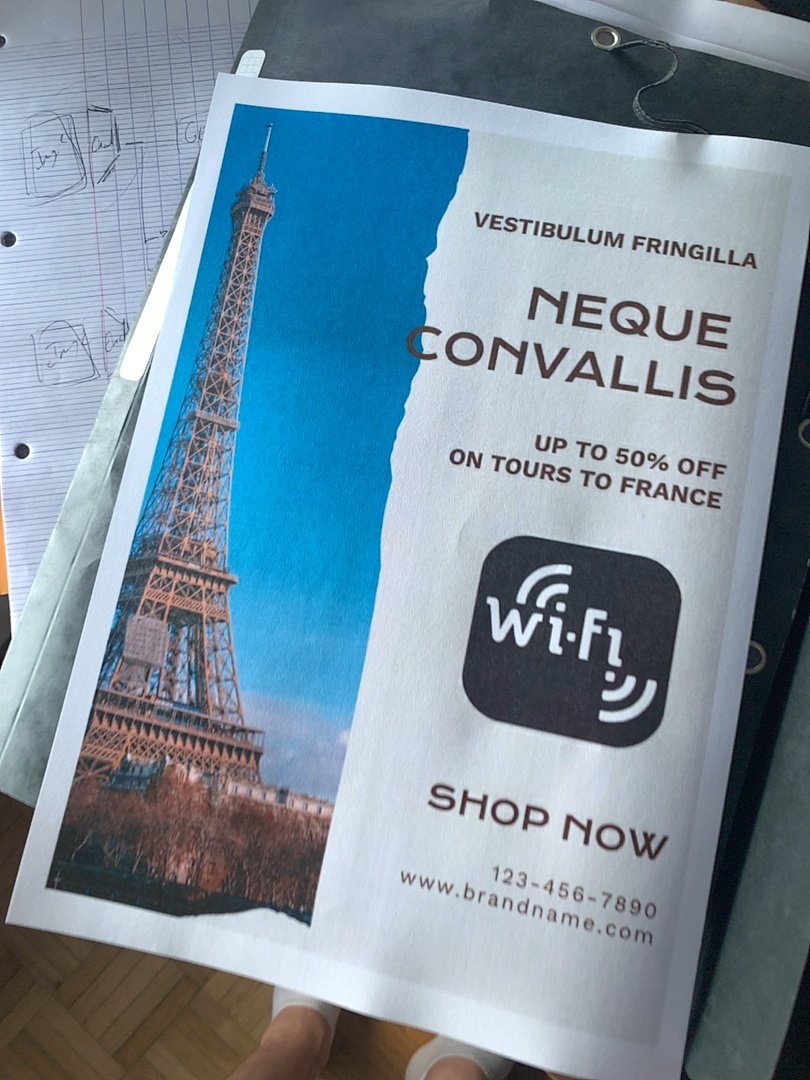 VESTIBULUM FRINGILLA
NEQUE
CONVALLIS
UP TO 50% OFF
ON TOURS TO FRANCE
wi-fi
SHOP NOW
123-456-7890
www.brandname.com